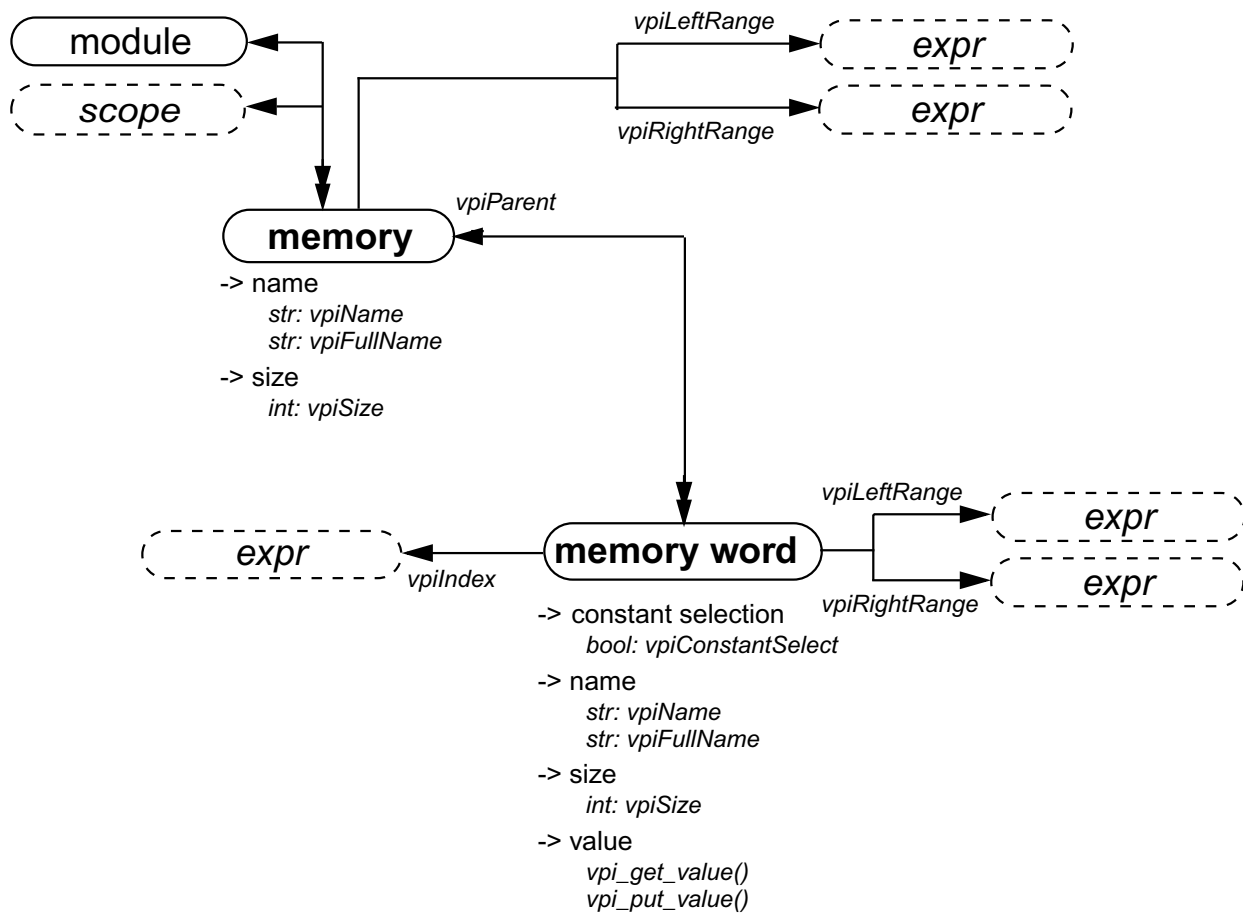 module
scope
vpiLeftRange
expr
expr
vpiRightRange
vpiParent
memory
-> name
str: vpiName
str: vpiFullName
-> size
int: vpiSize
expr
vpiIndex
memory word
vpiLeftRange
expr
expr
vpiRightRange
-> constant selection
bool: vpiConstantSelect
-> name
str: vpiName
str: vpiFullName
-> size
int: vpiSize
-> value
vpi_get_value()
vpi_put_value()